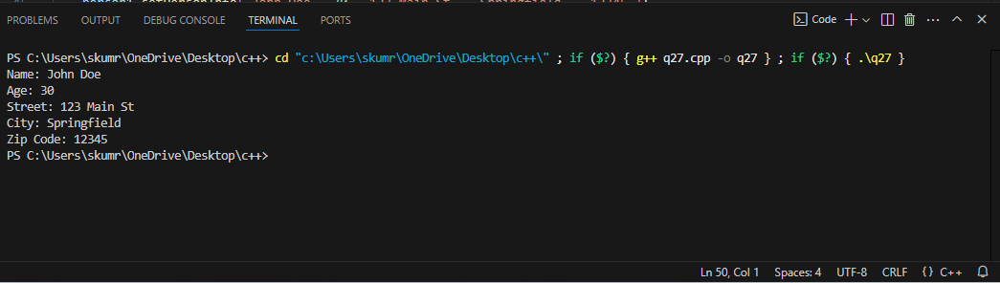 PROBLEMS OUTPUT DEBUG CONSOLE TERMINAL PORTS Code
PS C:\Users\skumr\OneDrive\Desktop\c++> cd "c:\Users\skumr\OneDrive\Desktop\c++\" ; if ($?) { g++ q27.cpp -o q27 } ; if ($?) { .\q27 }
Name: John Doe
Age: 30
Street: 123 Main St
City: Springfield
Zip Code: 12345
PS C:\Users\skumr\OneDrive\Desktop\c++>
Ln 50, Col 1 Spaces: 4 UTF-8 CRLF {} C++